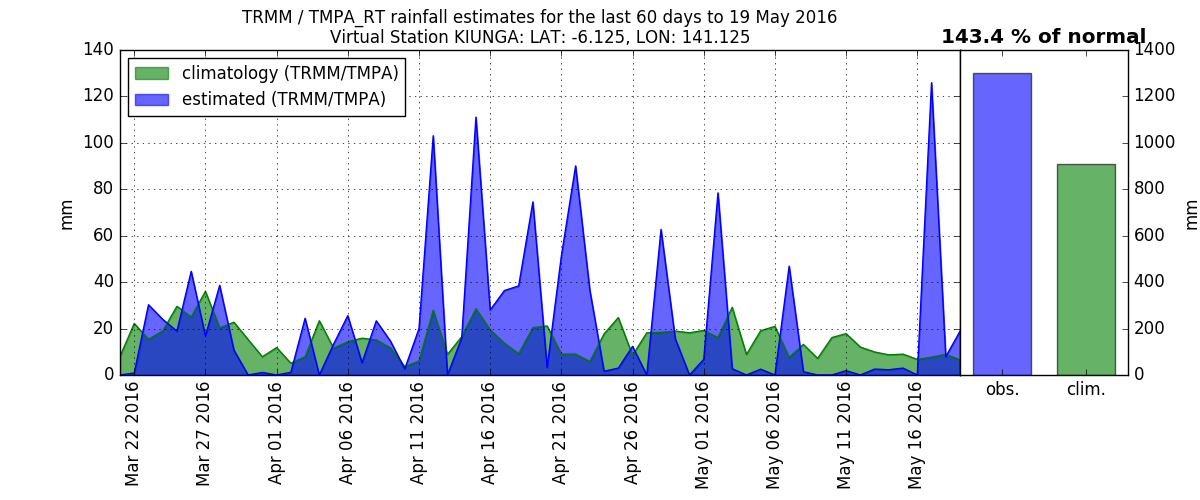 TRMM / TMPA_RT rainfall estimates for the last 60 days to 19 May 2016
Virtual Station KIUNGA: LAT: -6.125, LON: 141.125
143.4 % of normal
climatology (TRMM/TMPA)
estimated (TRMM/TMPA)
mm
140
120
100
80
60
40
20
0
Mar 22 2016
Mar 27 2016
Apr 01 2016
Apr 06 2016
Apr 11 2016
Apr 16 2016
Apr 21 2016
Apr 26 2016
May 01 2016
May 06 2016
May 11 2016
May 16 2016
obs.
clim.
1400
1200
1000
800
600
400
200
0
mm